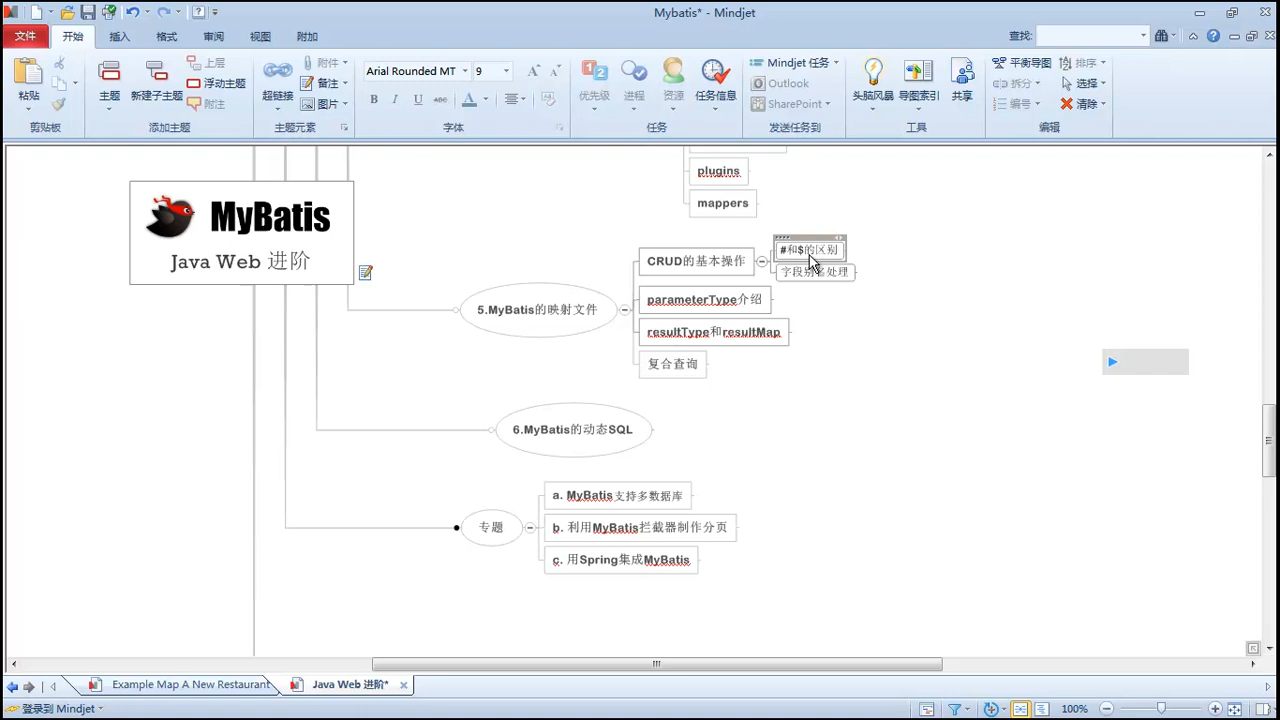 Mybatis* - Mindjet
文件 开始 插入 格式 审阅 视图 附加 查找:
粘贴 主题 新建子主题 上层 浮动主题 附注 超链接 附件 备注 图片 Arial Rounded MT 9 优先级 进程 资源 任务信息 Mindjet 任务 Outlook SharePoint 头脑风暴 导图索引 共享 平衡导图 拆分 编号 排序 选择 清除
B I U abc A
剪贴板 添加主题 主题元素 字体 任务 发送任务到 工具 编辑
plugins
mappers
MyBatis
Java Web 进阶
5.MyBatis的映射文件
CRUD的基本操作
#和$的区别
字段别名处理
parameterType介绍
resultType和resultMap
复合查询
6.MyBatis的动态SQL
专题
a. MyBatis支持多数据库
b. 利用MyBatis拦截器制作分页
c. 用Spring集成MyBatis
Example Map A New Restaurant Java Web 进阶*
登录到 Mindjet 100%